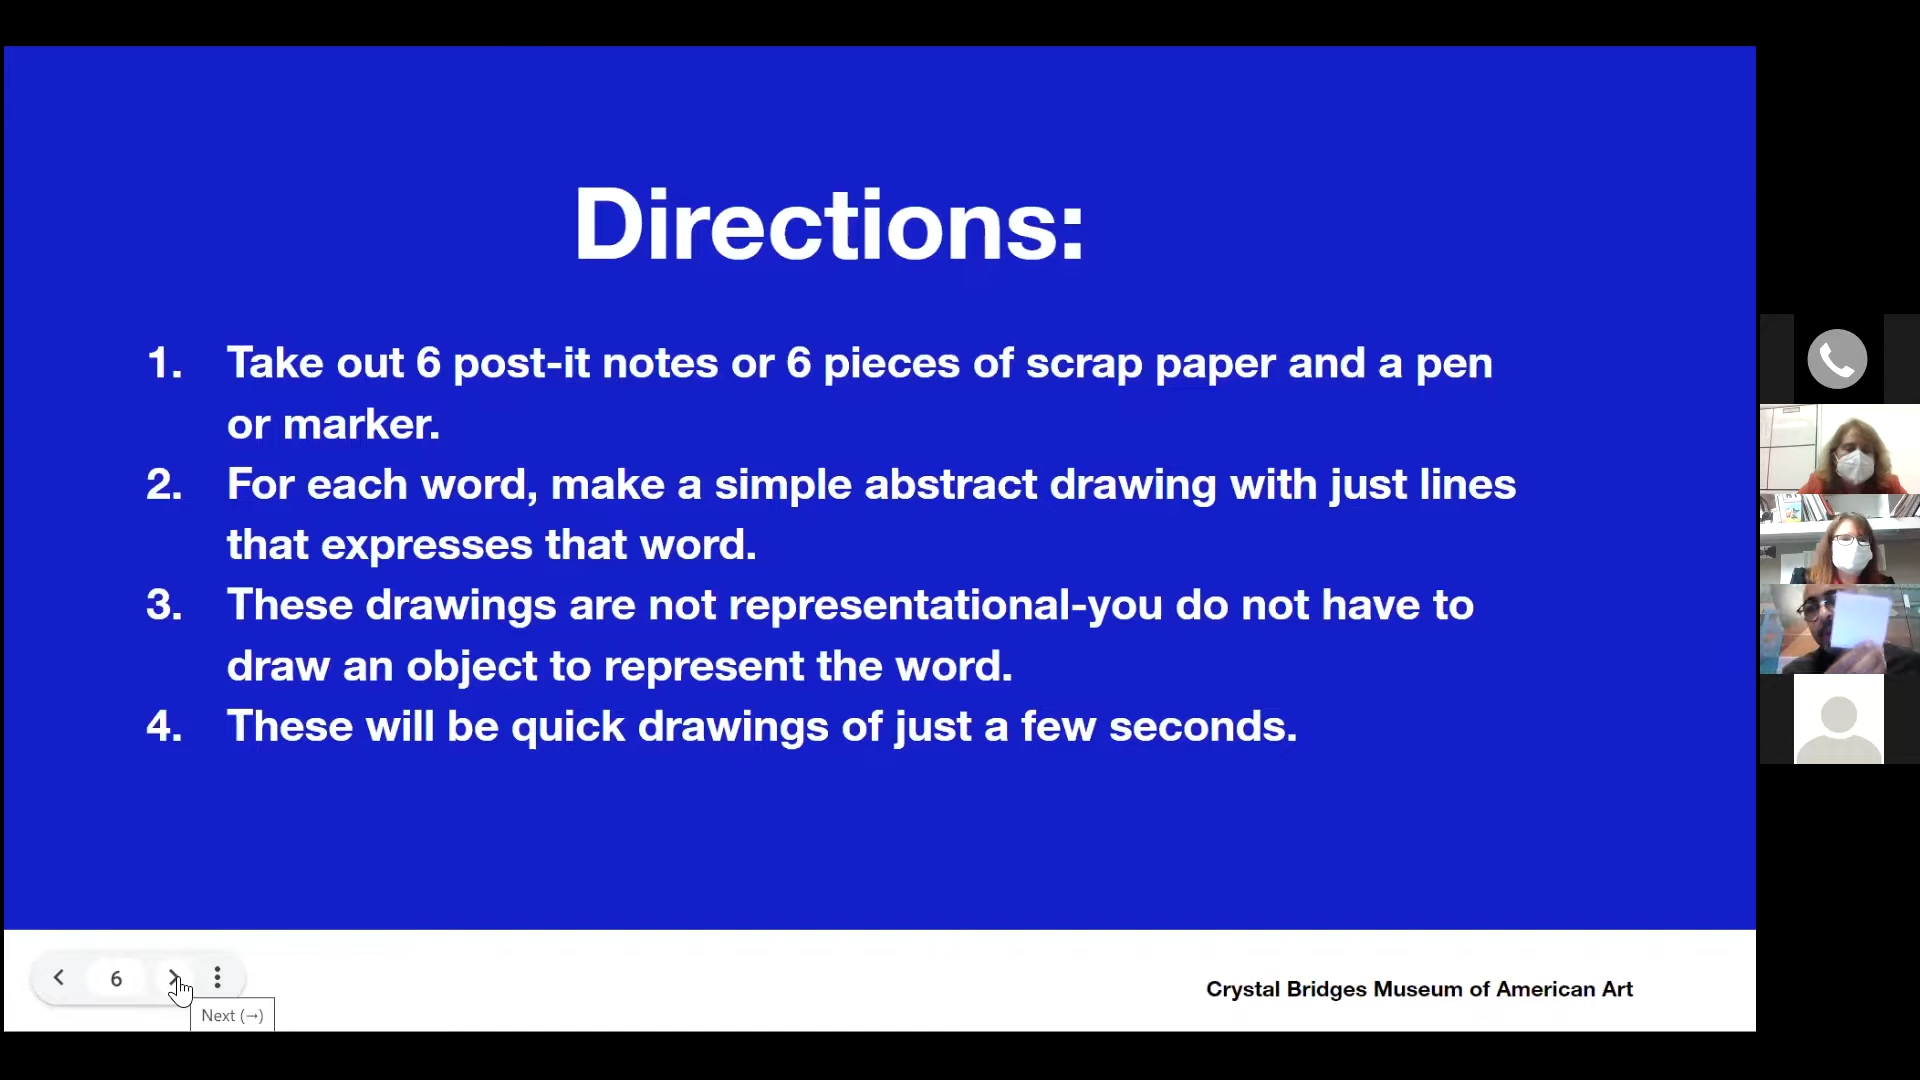 Directions:
1. Take out 6 post-it notes or 6 pieces of scrap paper and a pen
or marker.
2. For each word, make a simple abstract drawing with just lines
that expresses that word.
3. These drawings are not representational-you do not have to
draw an object to represent the word.
4. These will be quick drawings of just a few seconds.
6
Next (→)
Crystal Bridges Museum of American Art